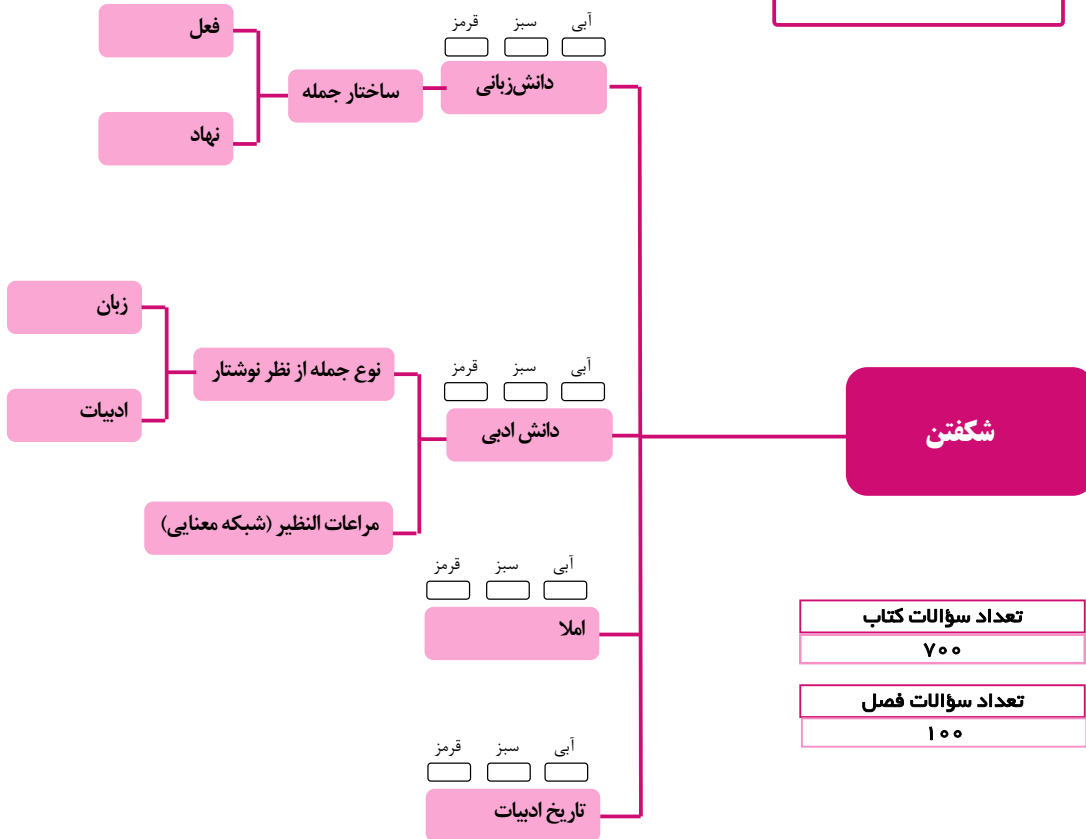 شکفتن
آبی سبز قرمز
دانش‌زبانی
ساختار جمله
فعل
نهاد
آبی سبز قرمز
دانش ادبی
نوع جمله از نظر نوشتار
زبان
ادبیات
مراعات النظیر (شبکه معنایی)
آبی سبز قرمز
املا
آبی سبز قرمز
تاریخ ادبیات
تعداد سؤالات کتاب
۷۰۰
تعداد سؤالات فصل
۱۰۰